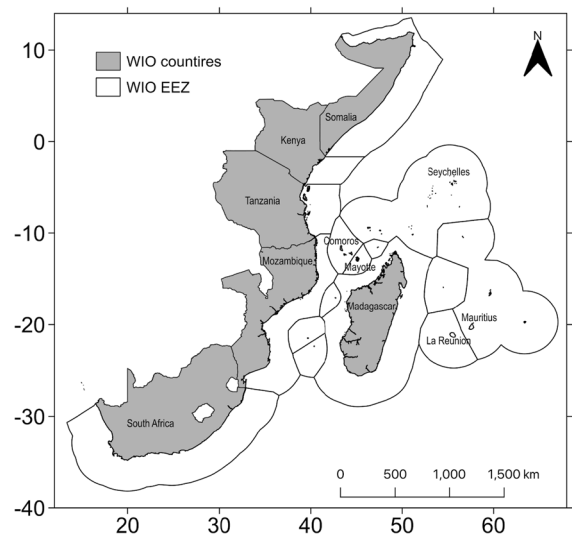 10
0
-10
-20
-30
-40
WIO countires
WIO EEZ
N
Somalia
Kenya
Seychelles
Tanzania
Comoros
Mozambique
Mayotte
Madagascar
Mauritius
La Reunion
South Africa
0 500 1,000 1,500 km
20 30 40 50 60